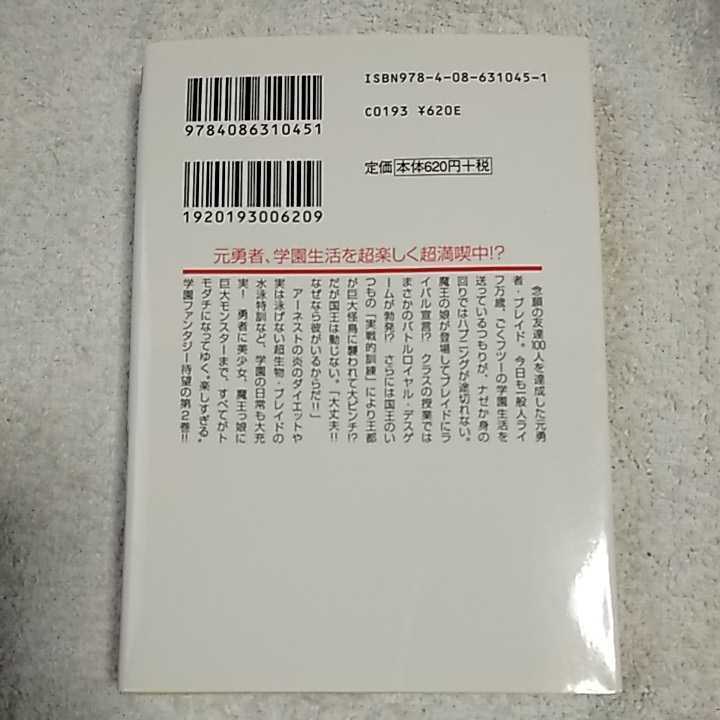 ISBN978-4-08-631045-1
9784086310451
C0193 ¥620E
定価 本体620円+税
1920193006209
元勇者、学園生活を超楽しく超満喫中!?
念願の友達100人を達成した元勇
者・ブレイド。今日も一般人ライ
フ万歳、ごくフツーの学園生活を
送っているつもりが、ナゼか身の
回りではハプニングが途切れない。
魔王の娘が登場してブレイドにラ
イバル宣言!? クラスの授業では
まさかのバトルロイヤル・デスゲ
ームが勃発!? さらには国王のい
つもの「実戦的訓練」により王都
が巨大怪鳥に襲われて大ピンチ!?
だが国王は動じない。「大丈夫!!
なぜなら彼がいるからだ!!」
アーネストの炎のダイエットや
実は泳げない超生物・ブレイドの
水泳特訓など、学園の日常も大充
実! 勇者に美少女、魔王っ娘に
巨大モンスターまで、すべてがト
モダチになってゆく。楽しすぎる。
学園ファンタジー待望の第2巻!!